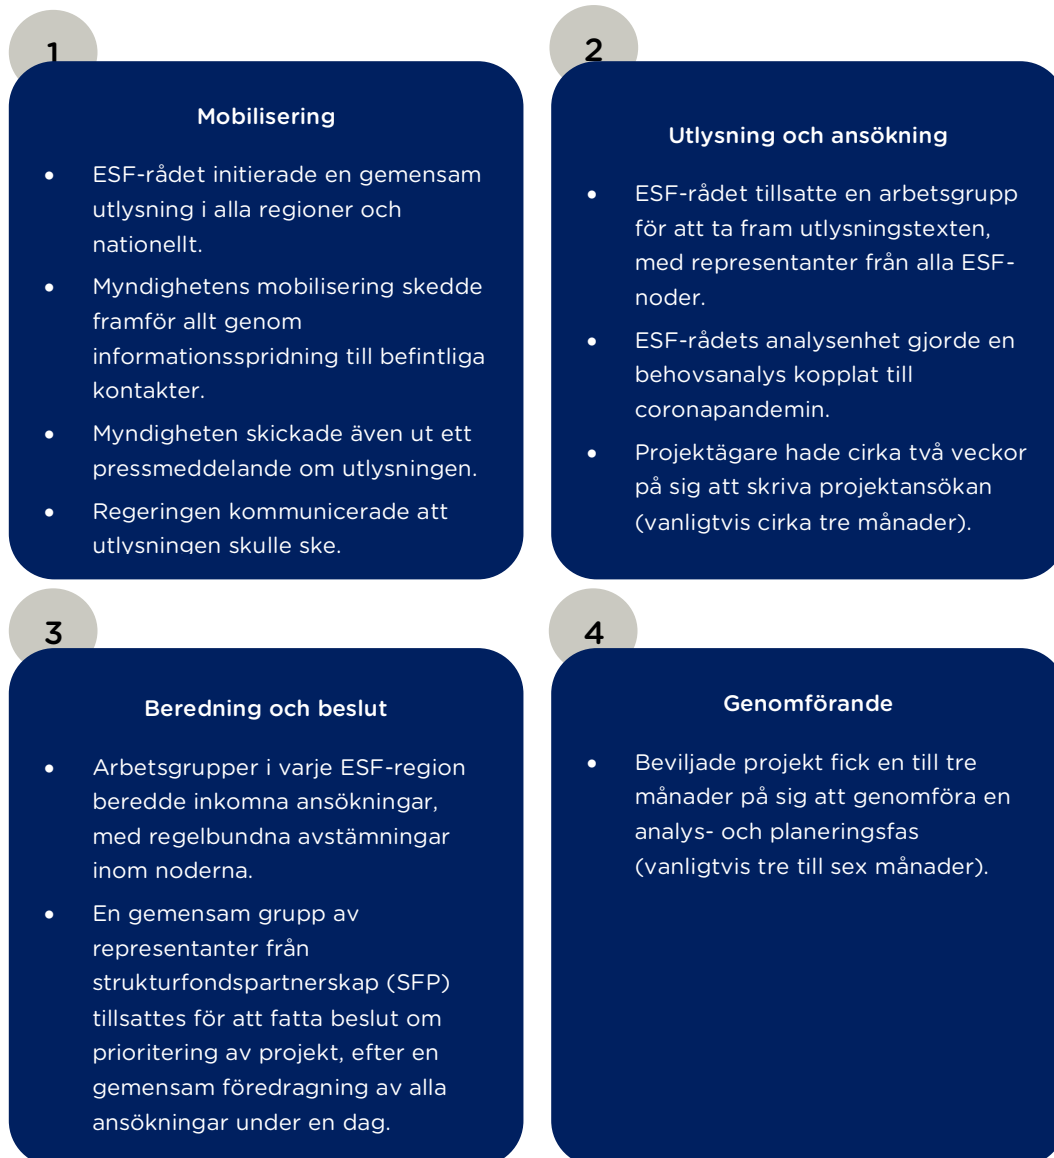 1
Mobilisering
• ESF-rådet initierade en gemensam
utlysning i alla regioner och
nationellt.
• Myndighetens mobilisering skedde
framför allt genom
informationsspridning till befintliga
kontakter.
• Myndigheten skickade även ut ett
pressmeddelande om utlysningen.
• Regeringen kommunicerade att
utlysningen skulle ske.
2
Utlysning och ansökning
• ESF-rådet tillsatte en arbetsgrupp
för att ta fram utlysningstexten,
med representanter från alla ESF-
noder.
• ESF-rådets analysenhet gjorde en
behovsanalys kopplat till
coronapandemin.
• Projektägare hade cirka två veckor
på sig att skriva projektansökan
(vanligtvis cirka tre månader).
3
Beredning och beslut
• Arbetsgrupper i varje ESF-region
beredde inkomna ansökningar,
med regelbundna avstämningar
inom noderna.
• En gemensam grupp av
representanter från
strukturfondspartnerskap (SFP)
tillsattes för att fatta beslut om
prioritering av projekt, efter en
gemensam föredragning av alla
ansökningar under en dag.
4
Genomförande
• Beviljade projekt fick en till tre
månader på sig att genomföra en
analys- och planeringsfas
(vanligtvis tre till sex månader).